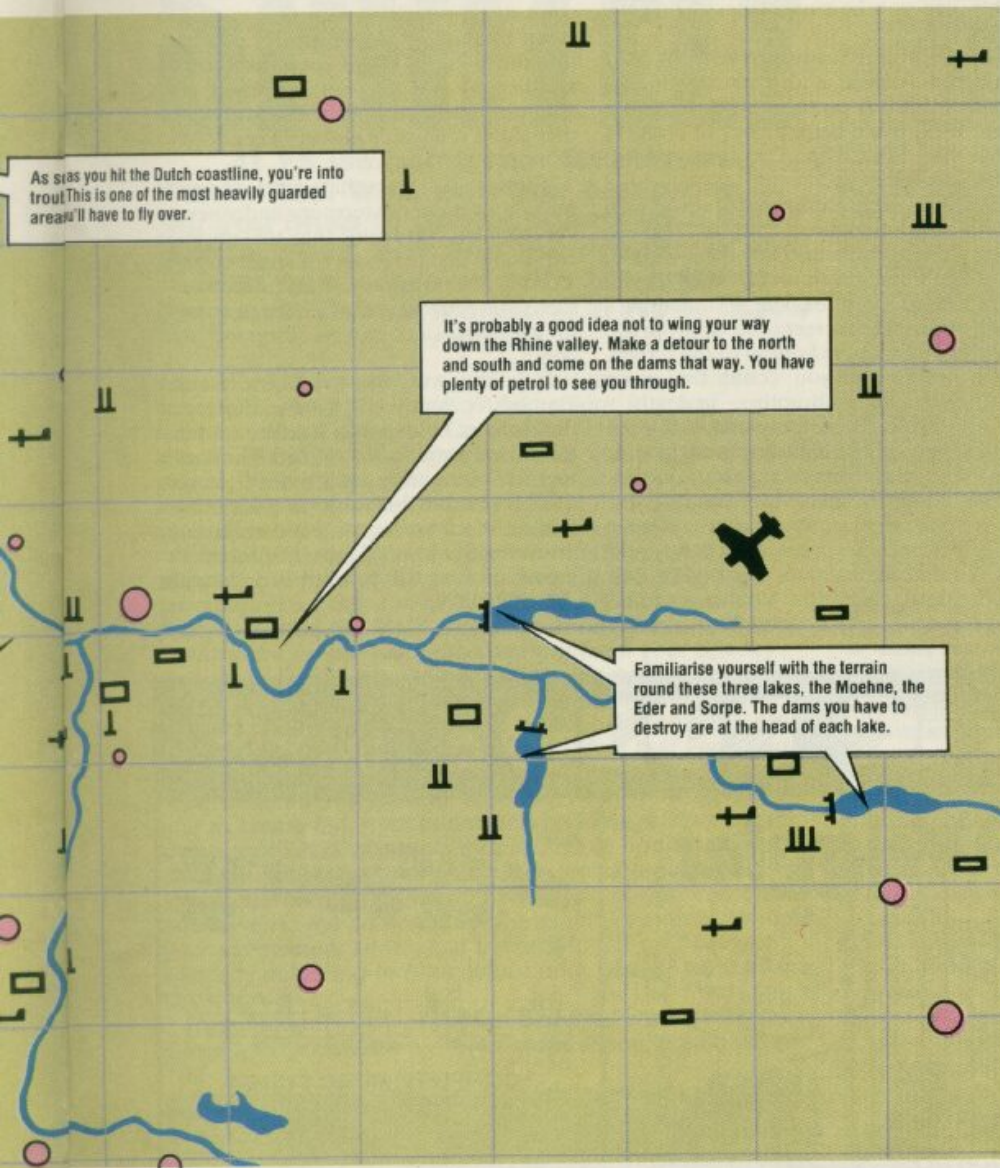 As s as you hit the Dutch coastline, you're into
trout This is one of the most heavily guarded
area u'll have to fly over.
It's probably a good idea not to wing your way
down the Rhine valley. Make a detour to the north
and south and come on the dams that way. You have
plenty of petrol to see you through.
Familiarise yourself with the terrain
round these three lakes, the Moehne, the
Eder and Sorpe. The dams you have to
destroy are at the head of each lake.